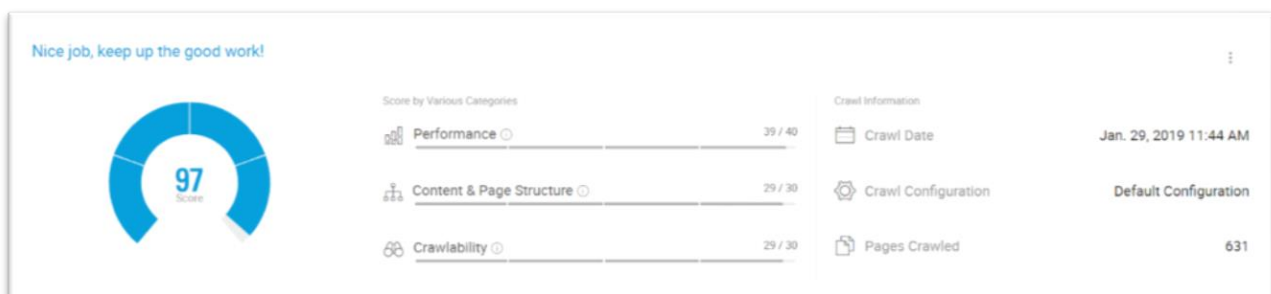 Nice job, keep up the good work!
97
Score
Score by Various Categories
Performance 39 / 40
Content & Page Structure 29 / 30
Crawlability 29 / 30
Crawl Information
Crawl Date Jan. 29, 2019 11:44 AM
Crawl Configuration Default Configuration
Pages Crawled 631